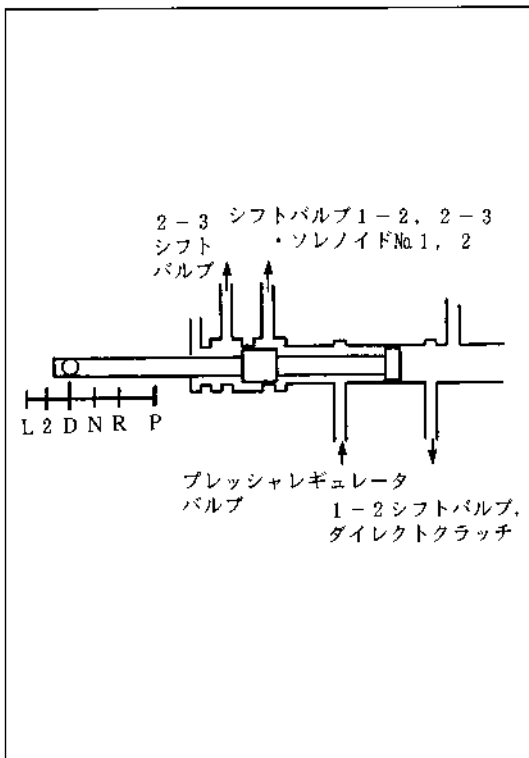 2－3
シフト
バルブ
シフトバルブ1－2，2－3
・ソレノイド№1，2
L 2 D N R P
プレッシャレギュレータ
バルブ
1－2シフトバルブ，
ダイレクトクラッチ